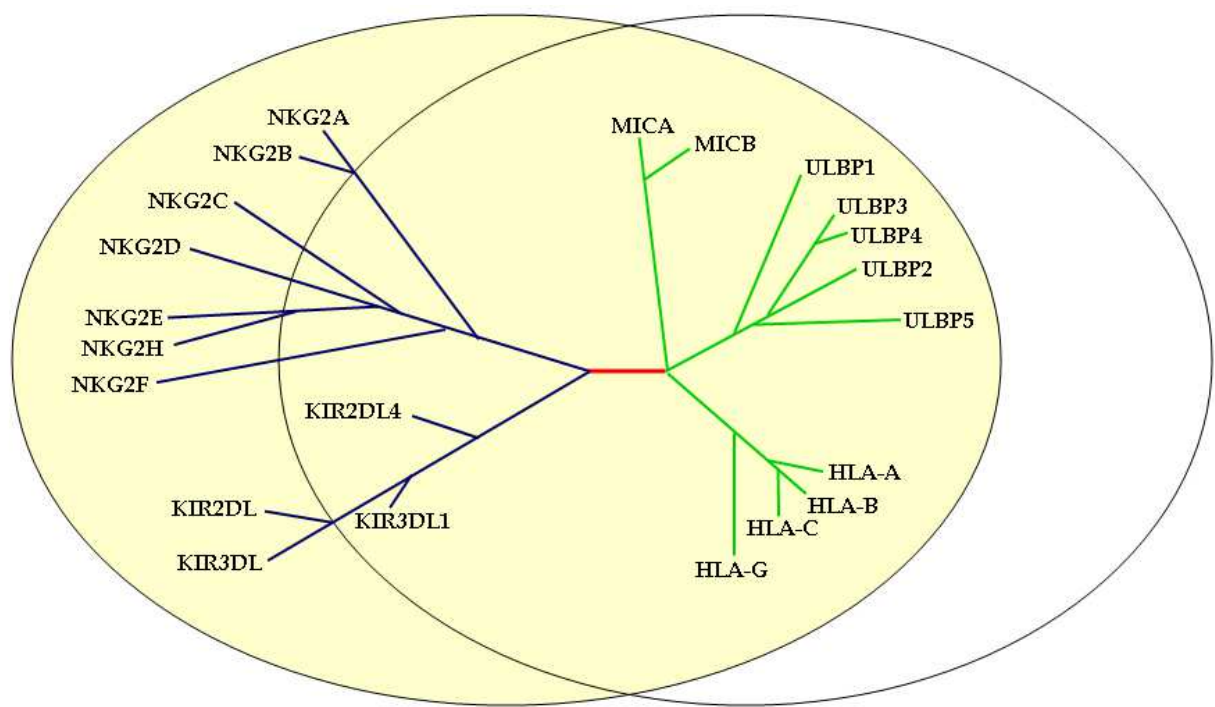 NKG2A
NKG2B
NKG2C
NKG2D
NKG2E
NKG2H
NKG2F
KIR2DL4
KIR2DL
KIR3DL1
KIR3DL
MICA
MICB
ULBP1
ULBP3
ULBP4
ULBP2
ULBP5
HLA-A
HLA-B
HLA-C
HLA-G